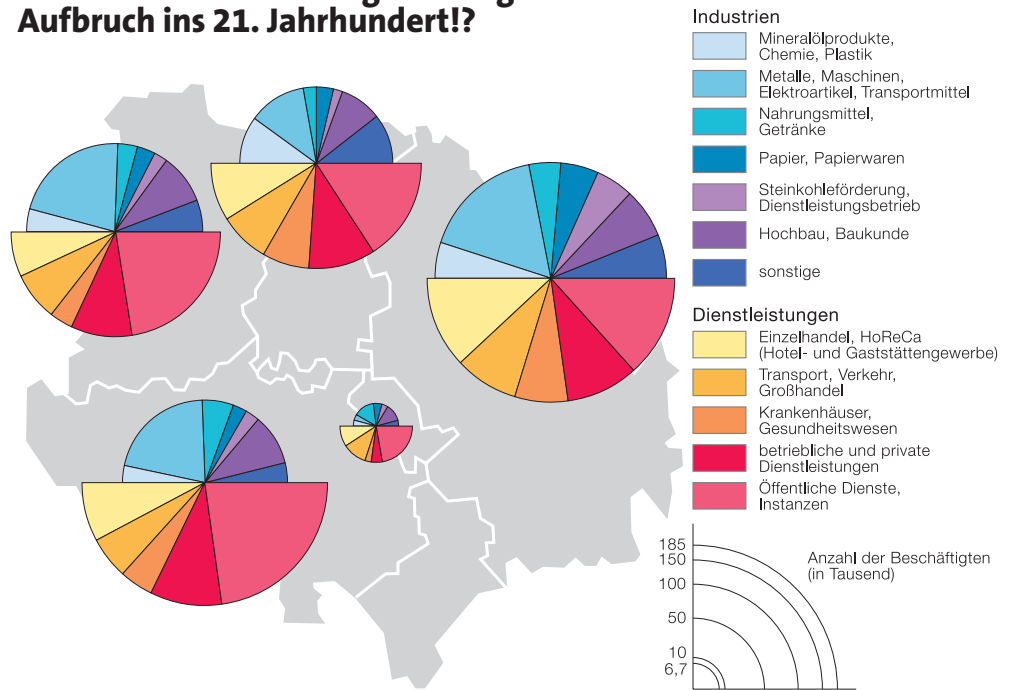 Aufbruch ins 21. Jahrhundert!?
Industrien
Mineralölprodukte,
Chemie, Plastik
Metalle, Maschinen,
Elektroartikel, Transportmittel
Nahrungsmittel,
Getränke
Papier, Papierwaren
Steinkohleförderung,
Dienstleistungsbetrieb
Hochbau, Baukunde
sonstige
Dienstleistungen
Einzelhandel, HoReCa
(Hotel- und Gaststättengewerbe)
Transport, Verkehr,
Großhandel
Krankenhäuser,
Gesundheitswesen
betriebliche und private
Dienstleistungen
Öffentliche Dienste,
Instanzen
185
150
100
50
10
6,7
Anzahl der Beschäftigten
(in Tausend)